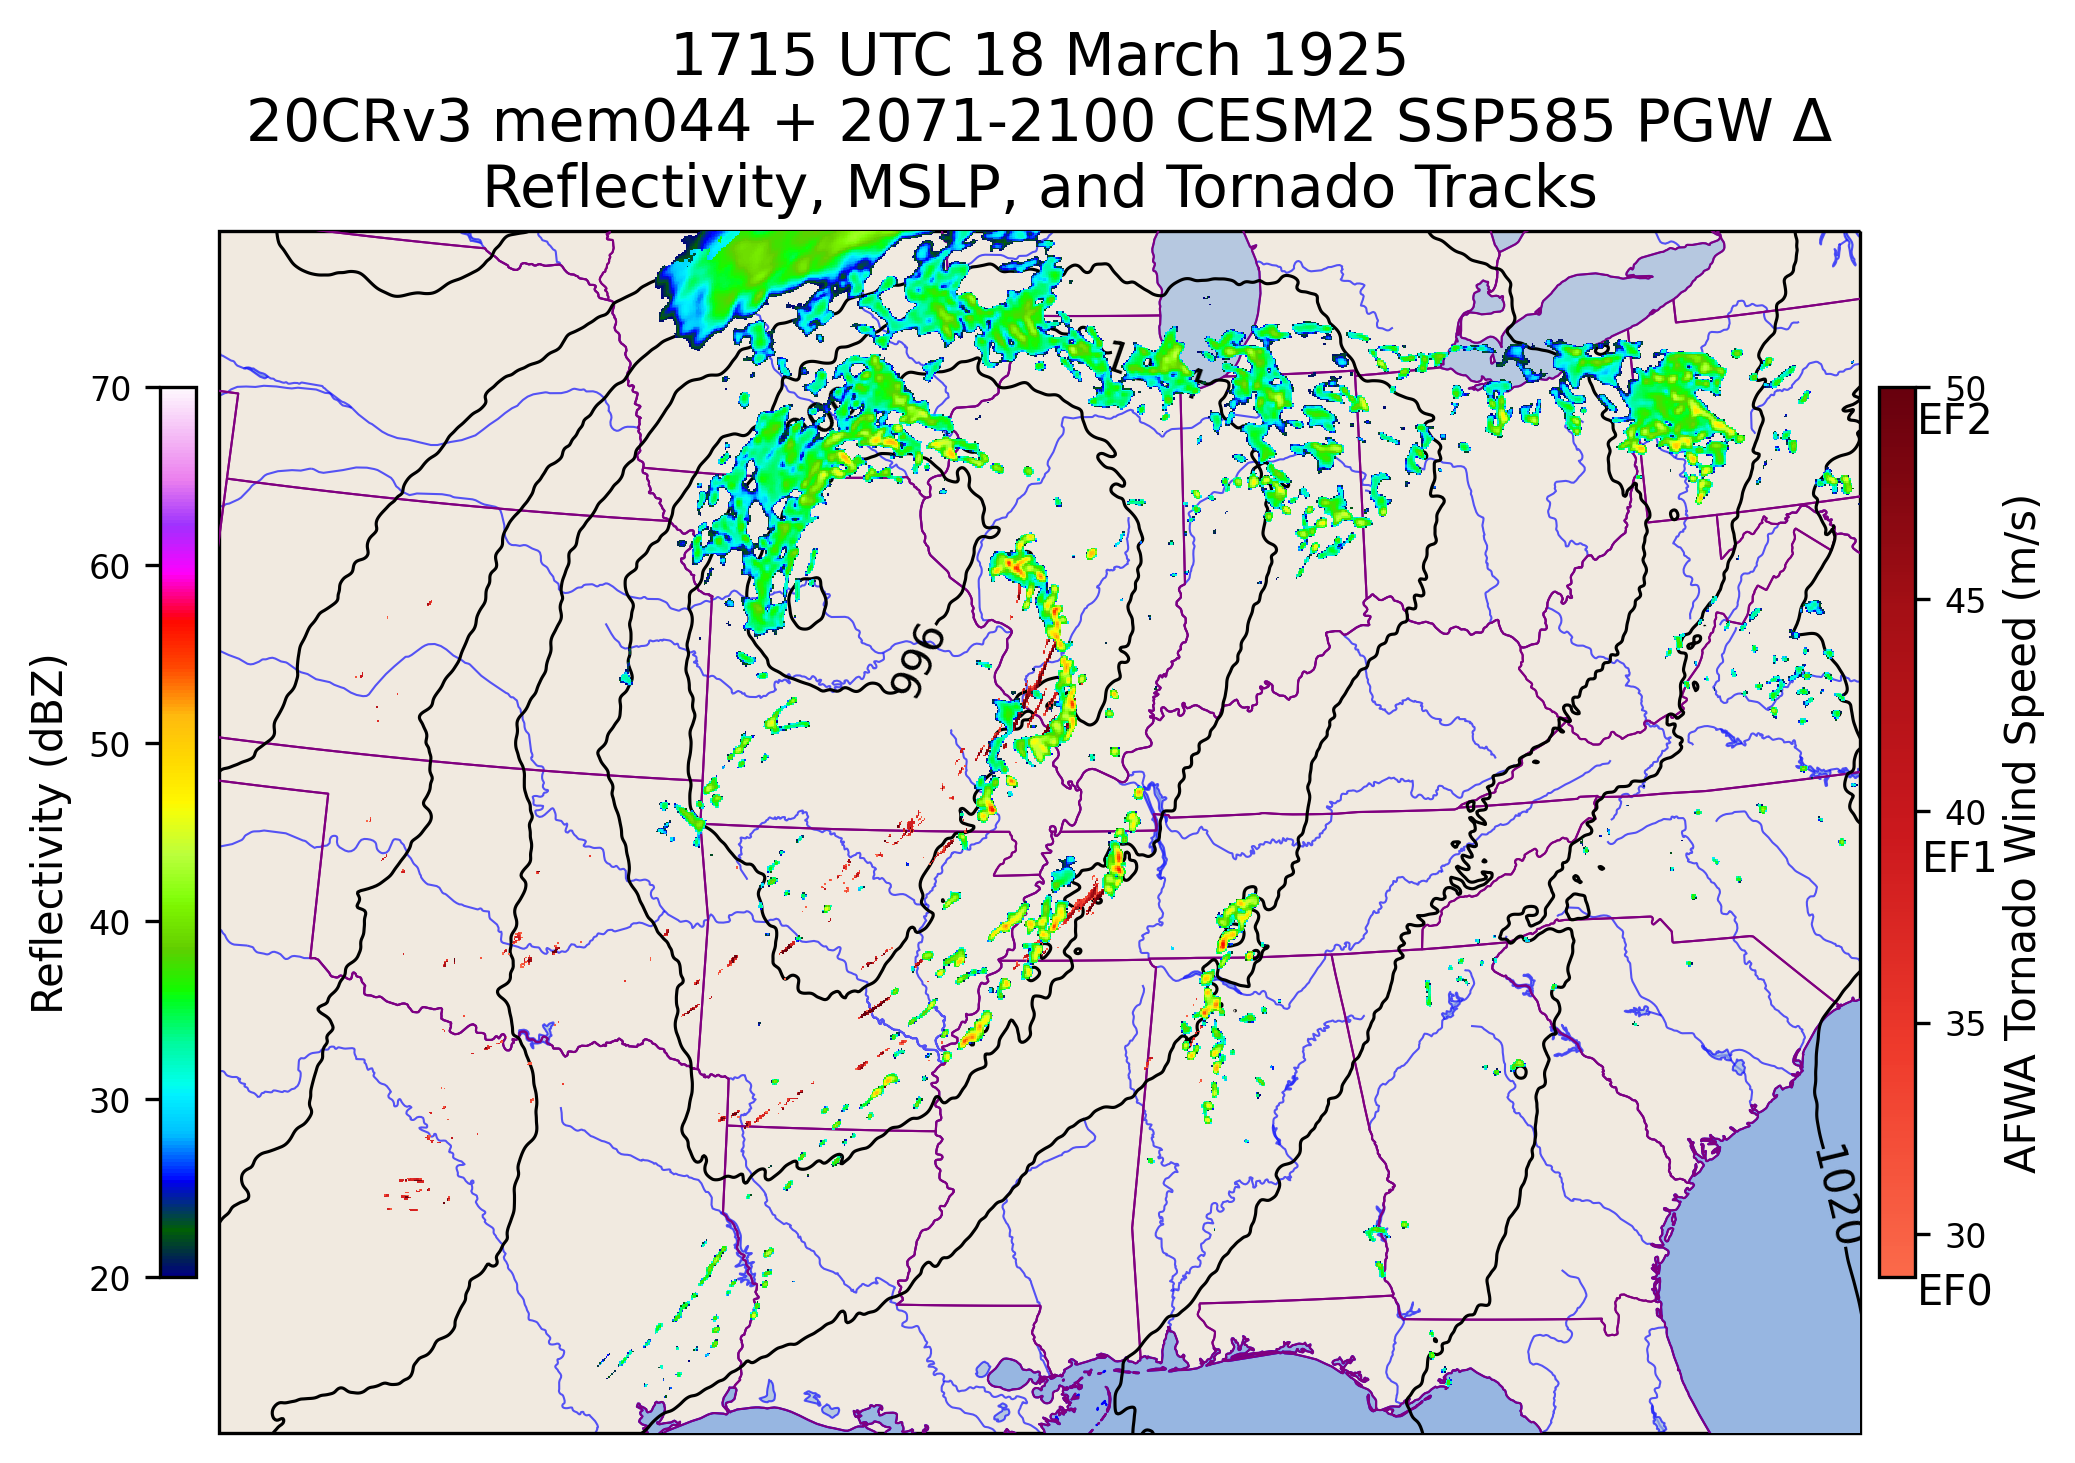 1715 UTC 18 March 1925
20CRv3 mem044 + 2071-2100 CESM2 SSP585 PGW Δ
Reflectivity, MSLP, and Tornado Tracks
Reflectivity (dBZ)
70
60
50
40
30
20
996
1020
50
EF2
45
40
EF1
35
30
EF0
AFWA Tornado Wind Speed (m/s)